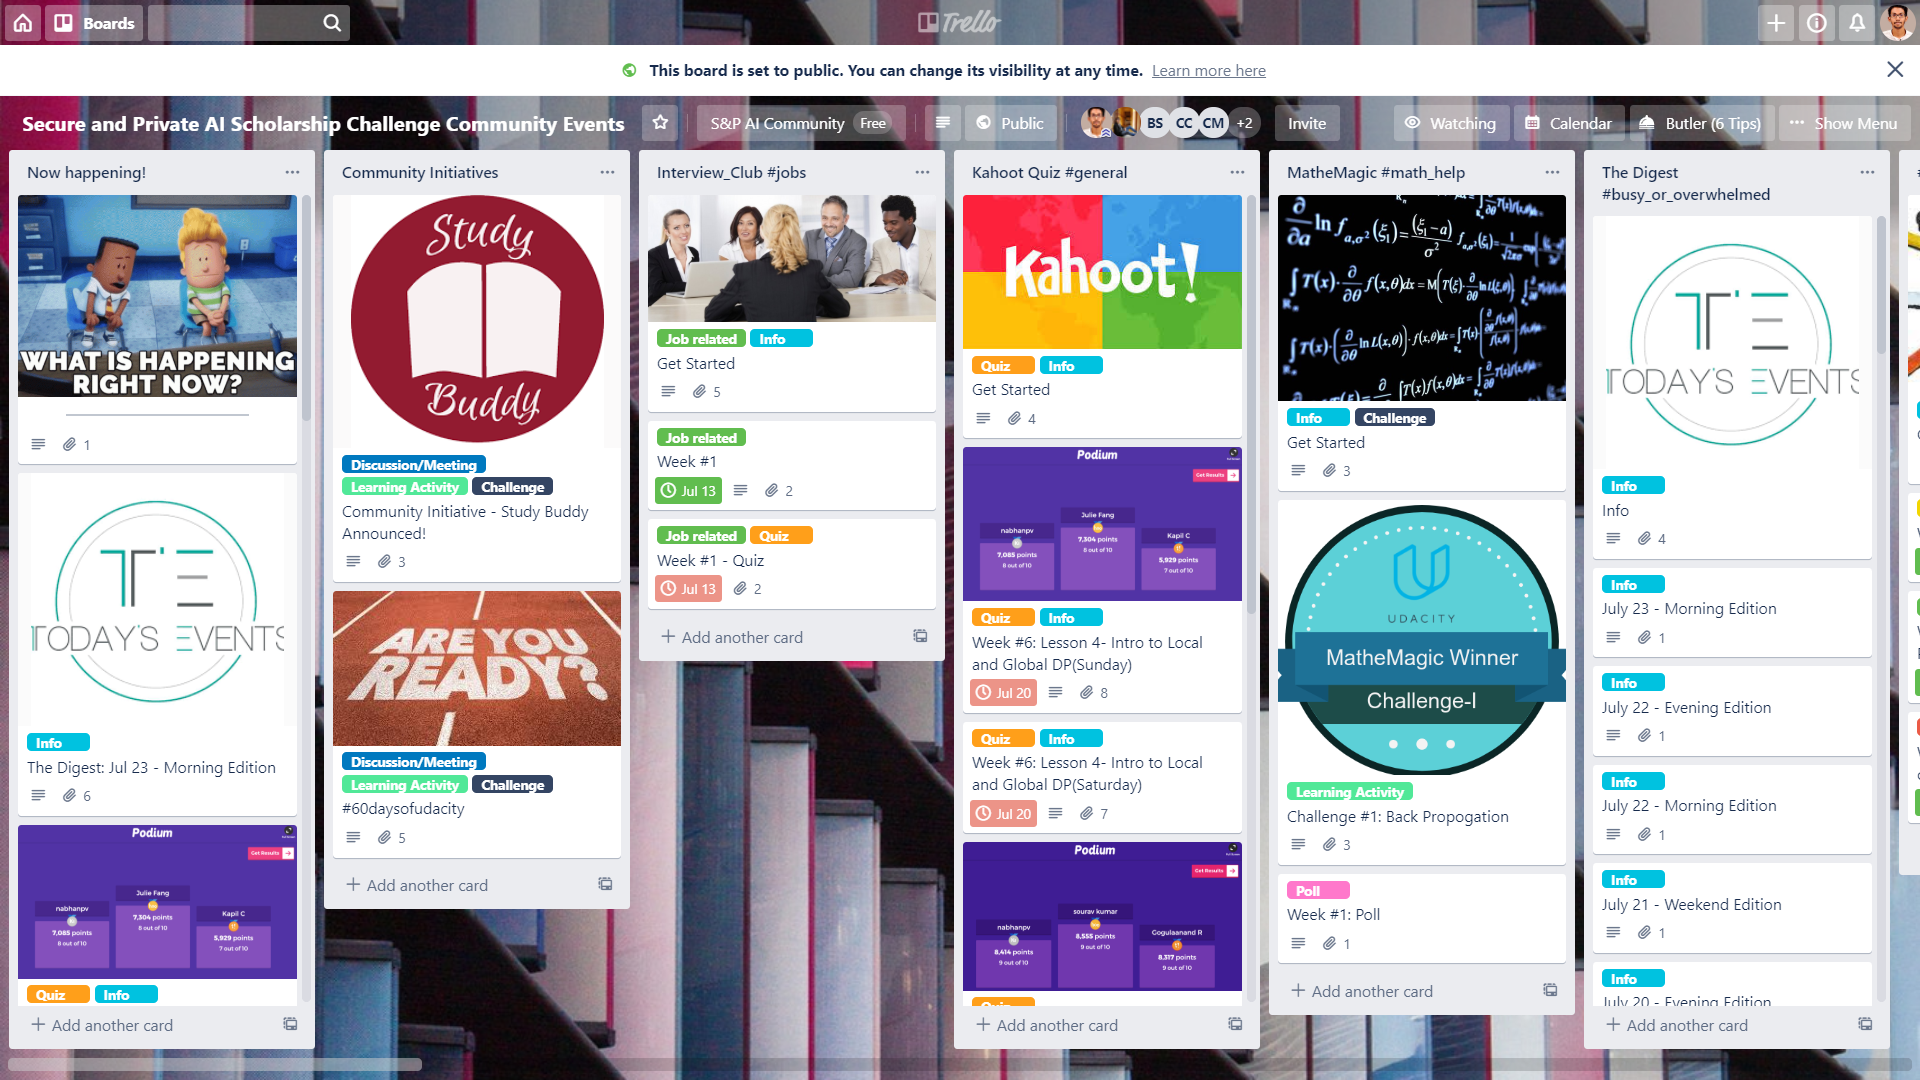 Boards
Trello
This board is set to public. You can change its visibility at any time. Learn more here
Secure and Private AI Scholarship Challenge Community Events
S&P AI Community Free
Public
BS CC CM +2
Invite
Watching
Calendar
Butler (6 Tips)
Show Menu
Now happening!
WHAT IS HAPPENING
RIGHT NOW?
1
T'E
TODAY'S EVENTS
Info
The Digest: Jul 23 - Morning Edition
6
Podium
Get Results
nabhanpv
7,085 points
8 out of 10
Julie Fang
7,304 points
8 out of 10
Kapil C
5,929 points
7 out of 10
Quiz Info
Add another card
Community Initiatives
Study
Buddy
Discussion/Meeting
Learning Activity Challenge
Community Initiative - Study Buddy
Announced!
3
ARE YOU
READY?
Discussion/Meeting
Learning Activity Challenge
#60daysofudacity
5
Add another card
Interview_Club #jobs
Job related Info
Get Started
5
Job related
Week #1
Jul 13 2
Job related Quiz
Week #1 - Quiz
Jul 13 2
Add another card
Kahoot Quiz #general
Kahoot!
Quiz Info
Get Started
4
Podium
Get Results
nabhanpv
7,085 points
8 out of 10
Julie Fang
7,304 points
8 out of 10
Kapil C
5,929 points
7 out of 10
Quiz Info
Week #6: Lesson 4- Intro to Local
and Global DP(Sunday)
Jul 20 8
Quiz Info
Week #6: Lesson 4- Intro to Local
and Global DP(Saturday)
Jul 20 7
Podium
Get Results
nabhanpv
8,414 points
9 out of 10
sourav kumar
8,555 points
9 out of 10
Gogulaanand R
8,317 points
9 out of 10
Quiz
Add another card
MatheMagic #math_help
Info Challenge
Get Started
3
UDACITY
MatheMagic Winner
Challenge-I
Learning Activity
Challenge #1: Back Propogation
3
Poll
Week #1: Poll
1
Add another card
The Digest
#busy_or_overwhelmed
T'E
TODAY'S EVENTS
Info
Info
4
Info
July 23 - Morning Edition
1
Info
July 22 - Evening Edition
1
Info
July 22 - Morning Edition
1
Info
July 21 - Weekend Edition
1
Info
July 20 - Evening Edition
Add another card